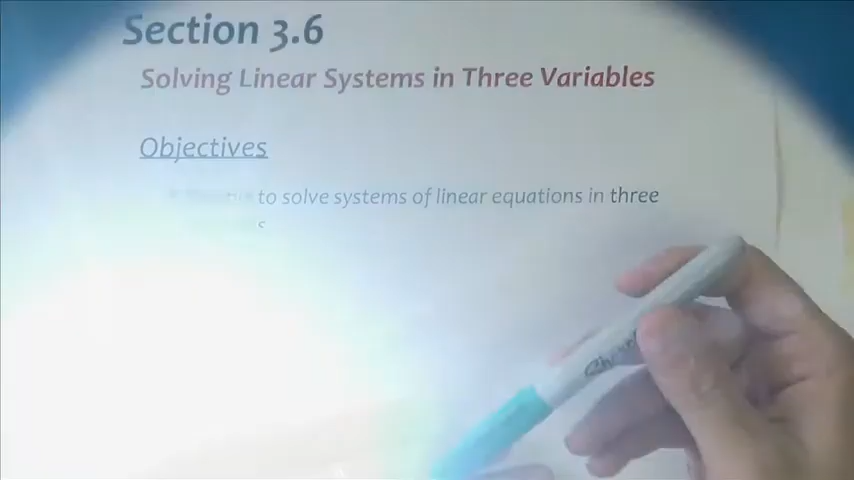 Section 3.6
Solving Linear Systems in Three Variables
Objectives
to solve systems of linear equations in three